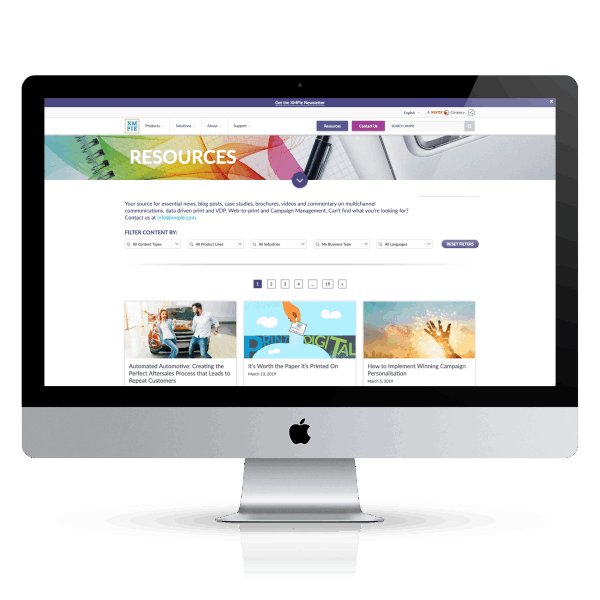 Get the XMPie Newsletter
English
A XEROX Company
XM
PIE
Products
Solutions
About
Support
Resources
Contact Us
SEARCH XMPIE
RESOURCES
Your source for essential news, blog posts, case studies, brochures, videos and commentary on multichannel
communications, data driven print and VDP, Web-to-print and Campaign Management. Can't find what you're looking for?
Contact us at info@xmpie.com.
FILTER CONTENT BY:
All Content Types
All Product Lines
All Industries
My Business Type
All Languages
RESET FILTERS
1 2 3 4 ... 19 »
PRINT DIGITAL
Automated Automotive: Creating the
Perfect Aftersales Process that Leads to
Repeat Customers
It's Worth the Paper It's Printed On
March 13, 2019
How to Implement Winning Campaign
Personalisation
March 5, 2019